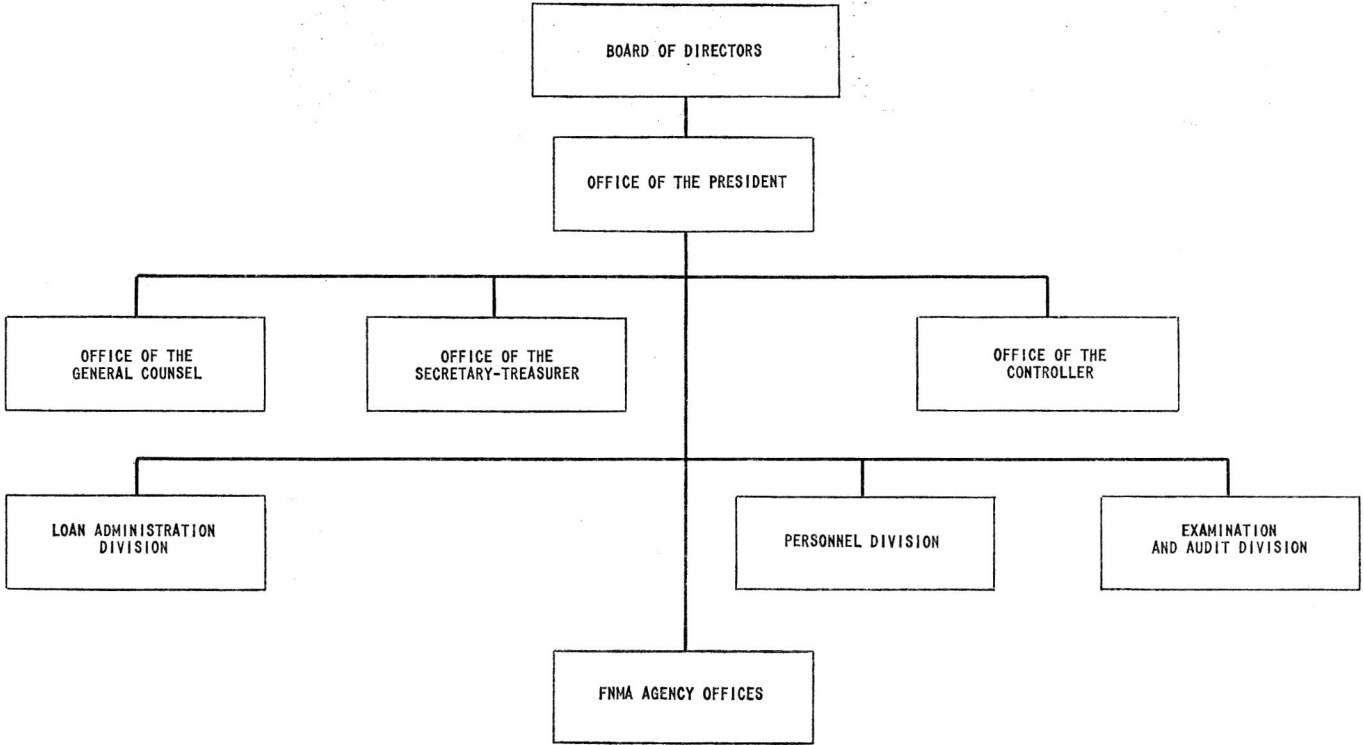 BOARD OF DIRECTORS
OFFICE OF THE PRESIDENT
OFFICE OF THE
GENERAL COUNSEL
OFFICE OF THE
SECRETARY-TREASURER
OFFICE OF THE
CONTROLLER
LOAN ADMINISTRATION
DIVISION
PERSONNEL DIVISION
EXAMINATION
AND AUDIT DIVISION
FNMA AGENCY OFFICES